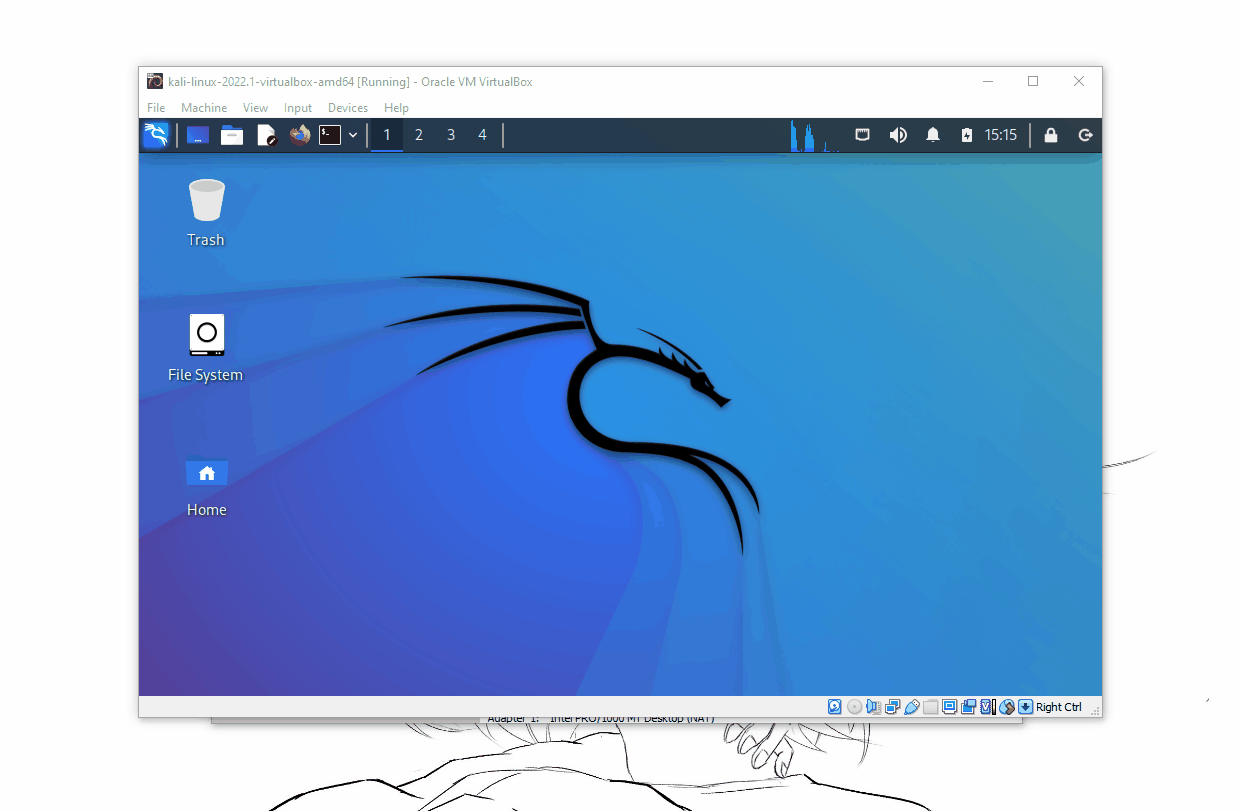 kali-linux-2022.1-virtualbox-amd64 [Running] - Oracle VM VirtualBox
File Machine View Input Devices Help
1 2 3 4 15:15
Trash
File System
Home
Right Ctrl
Adapter 1: Intel PRO/1000 MT Desktop (NAT)